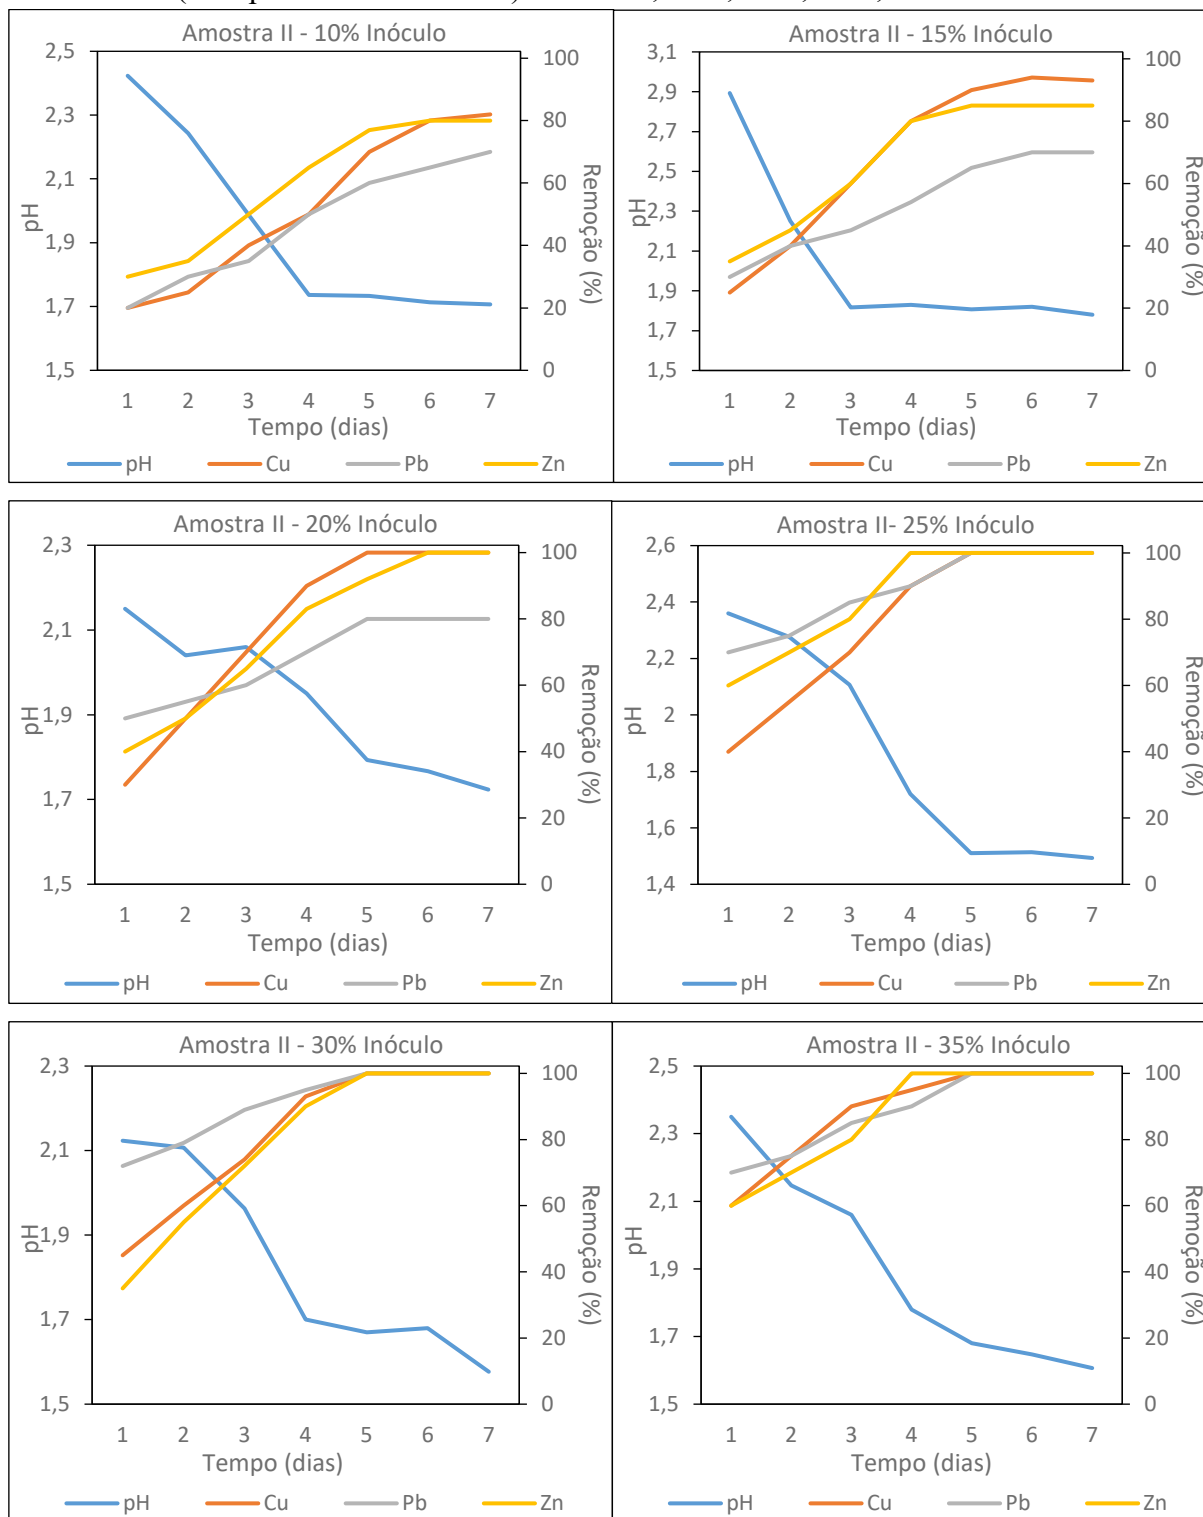 Amostra II - 10% Inóculo
2,5
2,3
2,1
1,9
1,7
1,5
pH
100
80
60
40
20
0
Remoção (%)
1 2 3 4 5 6 7
Tempo (dias)
pH Cu Pb Zn
Amostra II - 15% Inóculo
3,1
2,9
2,7
2,5
2,3
2,1
1,9
1,7
1,5
pH
100
80
60
40
20
0
Remoção (%)
1 2 3 4 5 6 7
Tempo (dias)
pH Cu Pb Zn
Amostra II - 20% Inóculo
2,3
2,1
1,9
1,7
1,5
pH
100
80
60
40
20
0
Remoção (%)
1 2 3 4 5 6 7
Tempo (dias)
pH Cu Pb Zn
Amostra II- 25% Inóculo
2,6
2,4
2,2
2
1,8
1,6
1,4
pH
100
80
60
40
20
0
Remoção (%)
1 2 3 4 5 6 7
Tempo (dias)
pH Cu Pb Zn
Amostra II - 30% Inóculo
2,3
2,1
1,9
1,7
1,5
pH
100
80
60
40
20
0
Remoção (%)
1 2 3 4 5 6 7
Tempo (dias)
pH Cu Pb Zn
Amostra II - 35% Inóculo
2,5
2,3
2,1
1,9
1,7
1,5
pH
100
80
60
40
20
0
Remoção (%)
1 2 3 4 5 6 7
Tempo (dias)
pH Cu Pb Zn